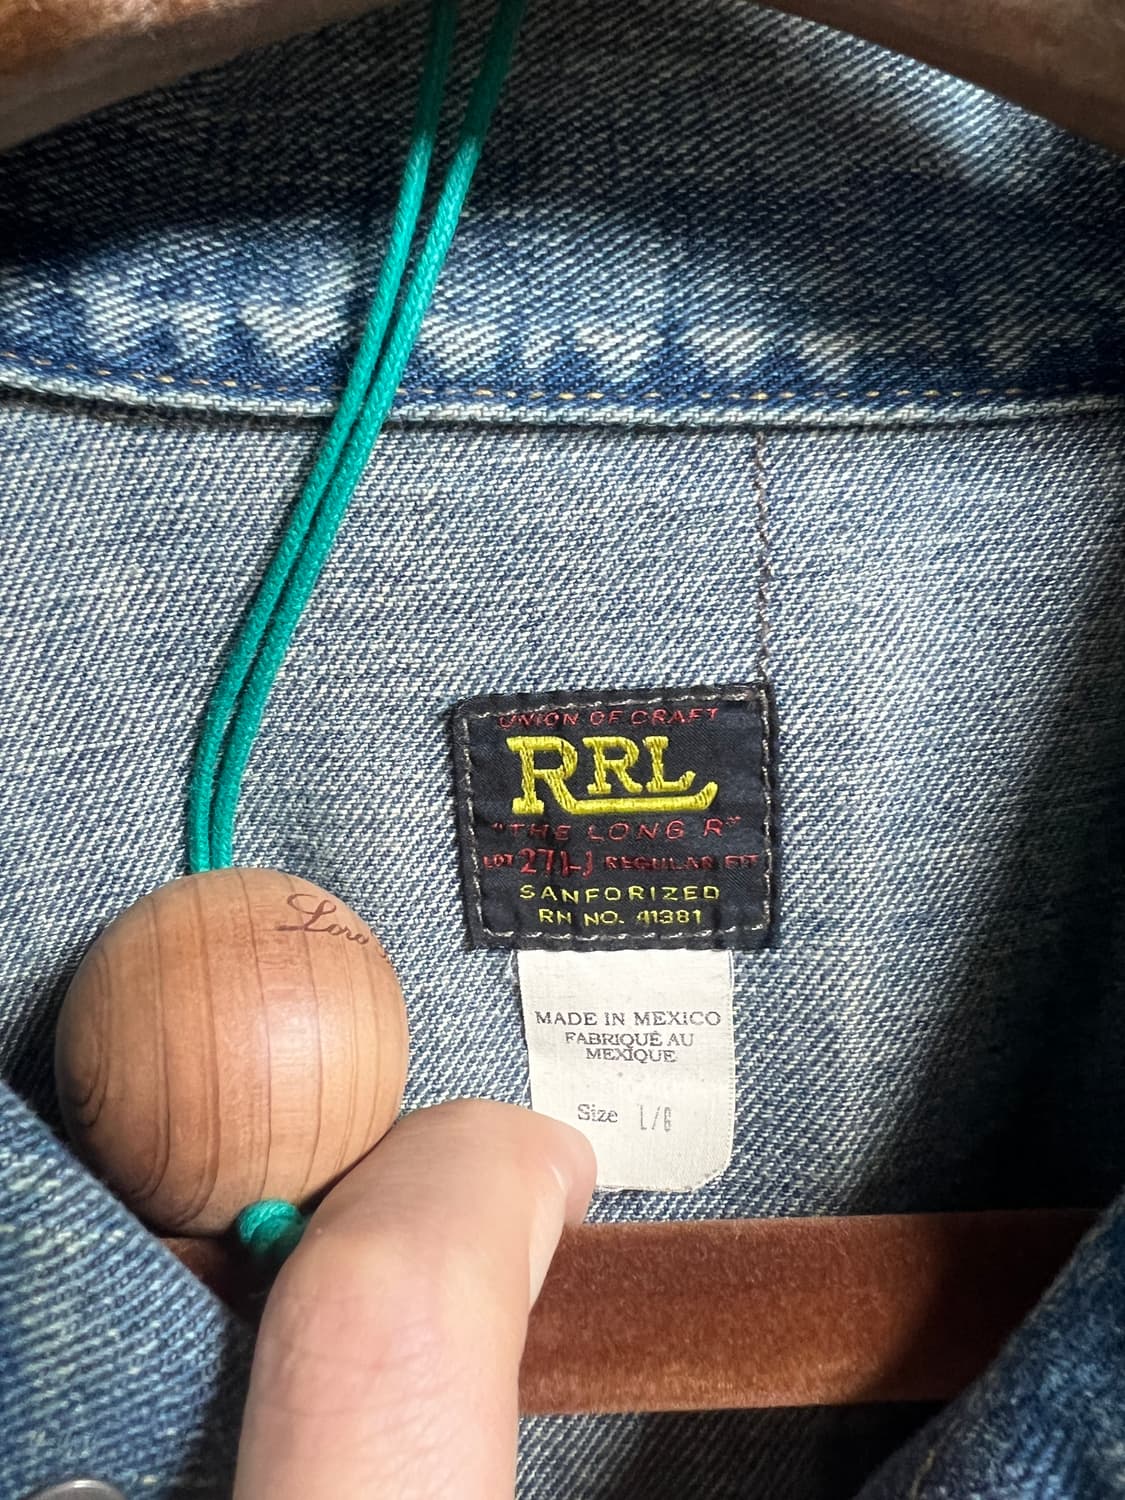 UNION OF CRAFT
RRL
"THE LONG R"
LOT 271-J REGULAR FIT
SANFORIZED
RN NO. 41381
MADE IN MEXICO
FABRIQUÉ AU
MEXIQUE
Size L/G
Loro